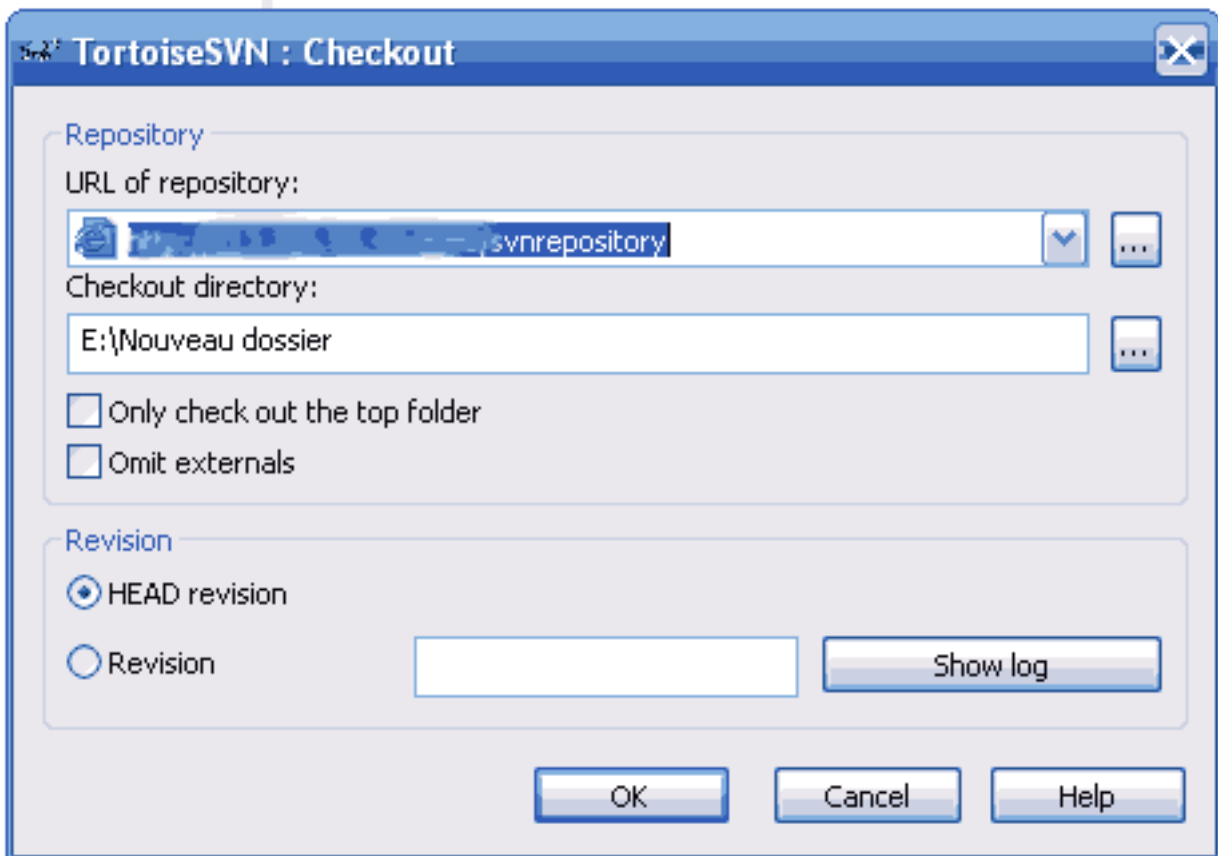 TortoiseSVN : Checkout
Repository
URL of repository:
svnrepository
...
Checkout directory:
E:\Nouveau dossier
...
Only check out the top folder
Omit externals
Revision
HEAD revision
Revision
Show log
OK Cancel Help